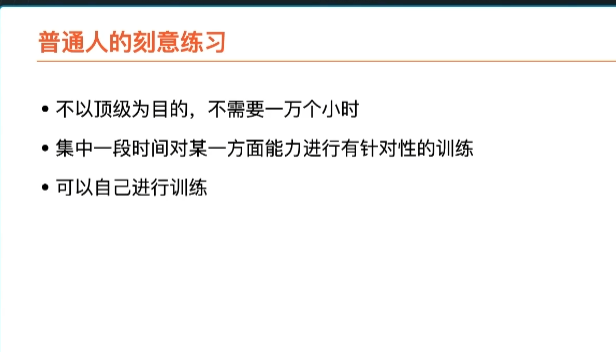 普通人的刻意练习
• 不以顶级为目的，不需要一万个小时
• 集中一段时间对某一方面能力进行有针对性的训练
• 可以自己进行训练